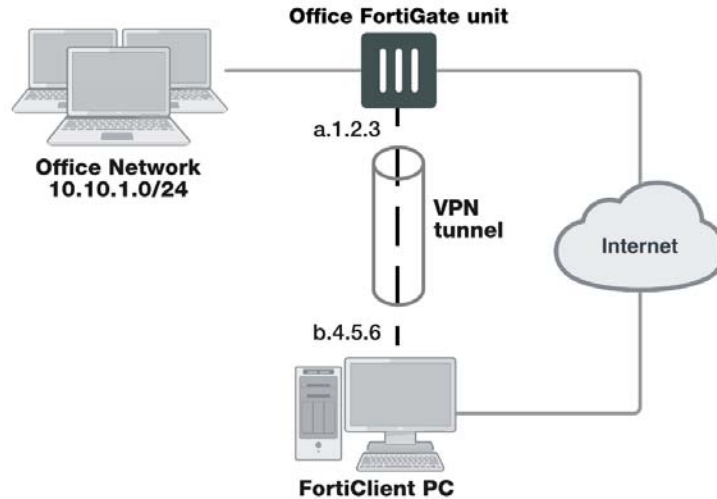 Office FortiGate unit
a.1.2.3
Office Network
10.10.1.0/24
VPN
tunnel
Internet
b.4.5.6
FortiClient PC